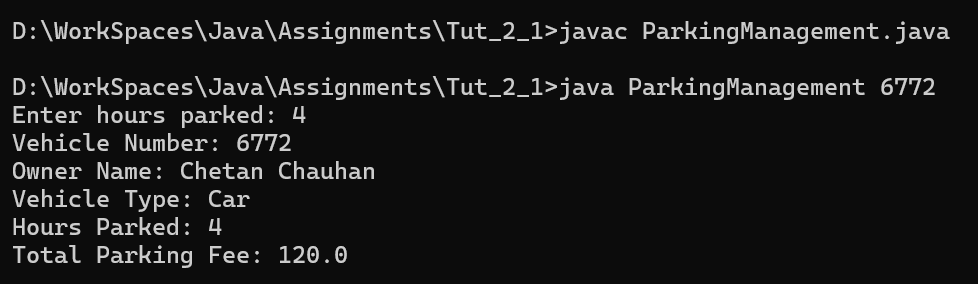 D:\WorkSpaces\Java\Assignments\Tut_2_1>javac ParkingManagement.java
D:\WorkSpaces\Java\Assignments\Tut_2_1>java ParkingManagement 6772
Enter hours parked: 4
Vehicle Number: 6772
Owner Name: Chetan Chauhan
Vehicle Type: Car
Hours Parked: 4
Total Parking Fee: 120.0